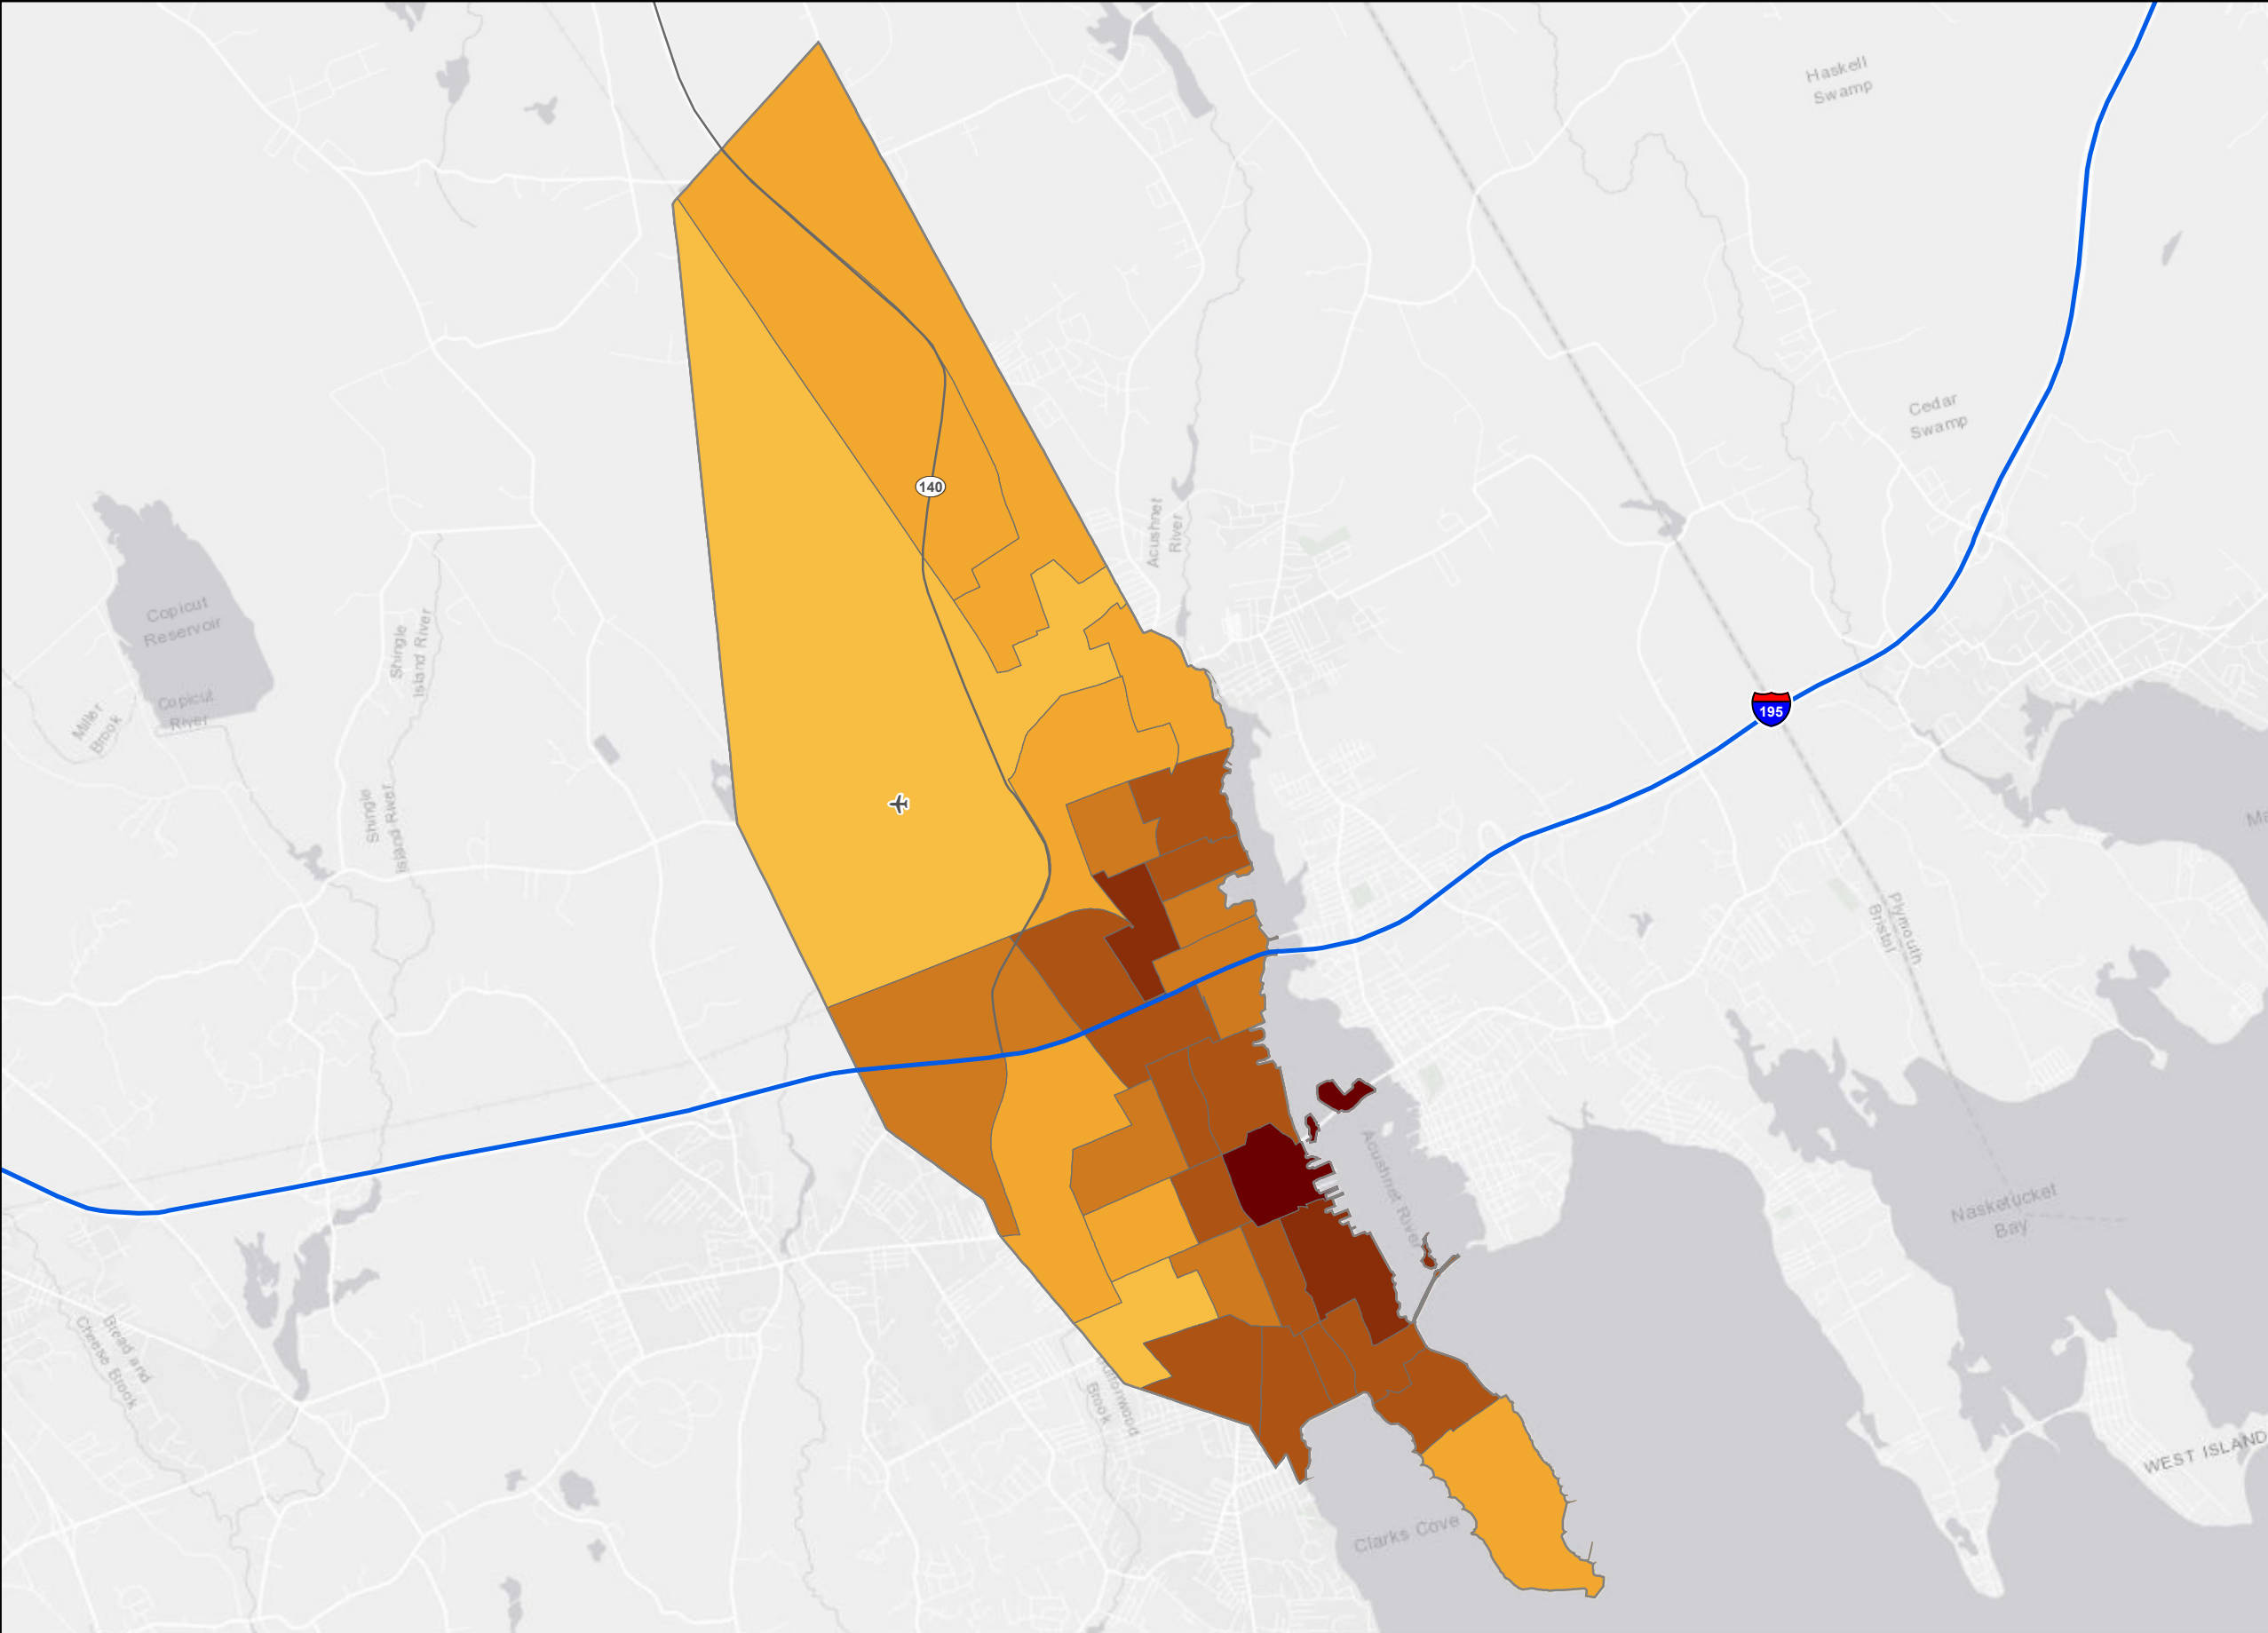 Haskell
Swamp
Cedar
Swamp
140
Acushnet
River
Copicut
Reservoir
Shingle
Island River
Copicut
River
Miller
Brook
195
Shingle
Island River
Plymouth
Bristol
Acushnet River
Nasketucket
Bay
Bread and
Cheese Brook
Brook
WEST ISLAND
Clarks Cove